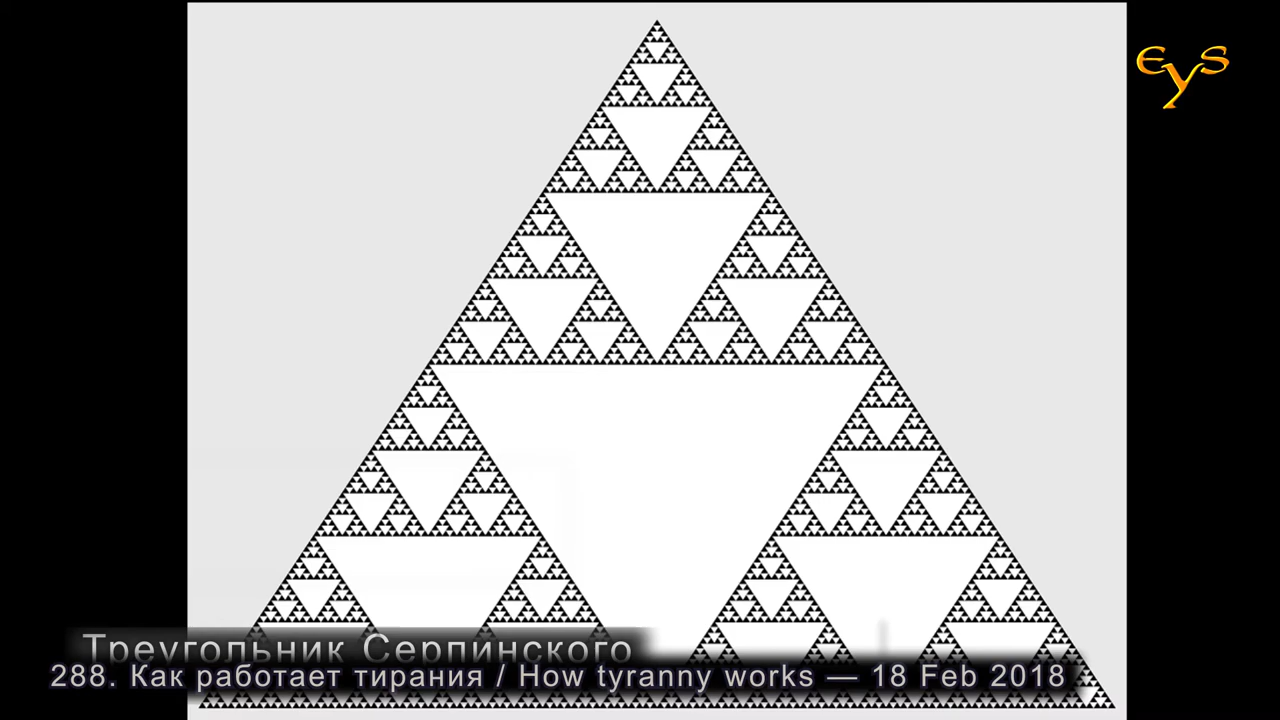 EYS
Треугольник Серпинского
288. Как работает тирания / How tyranny works — 18 Feb 2018